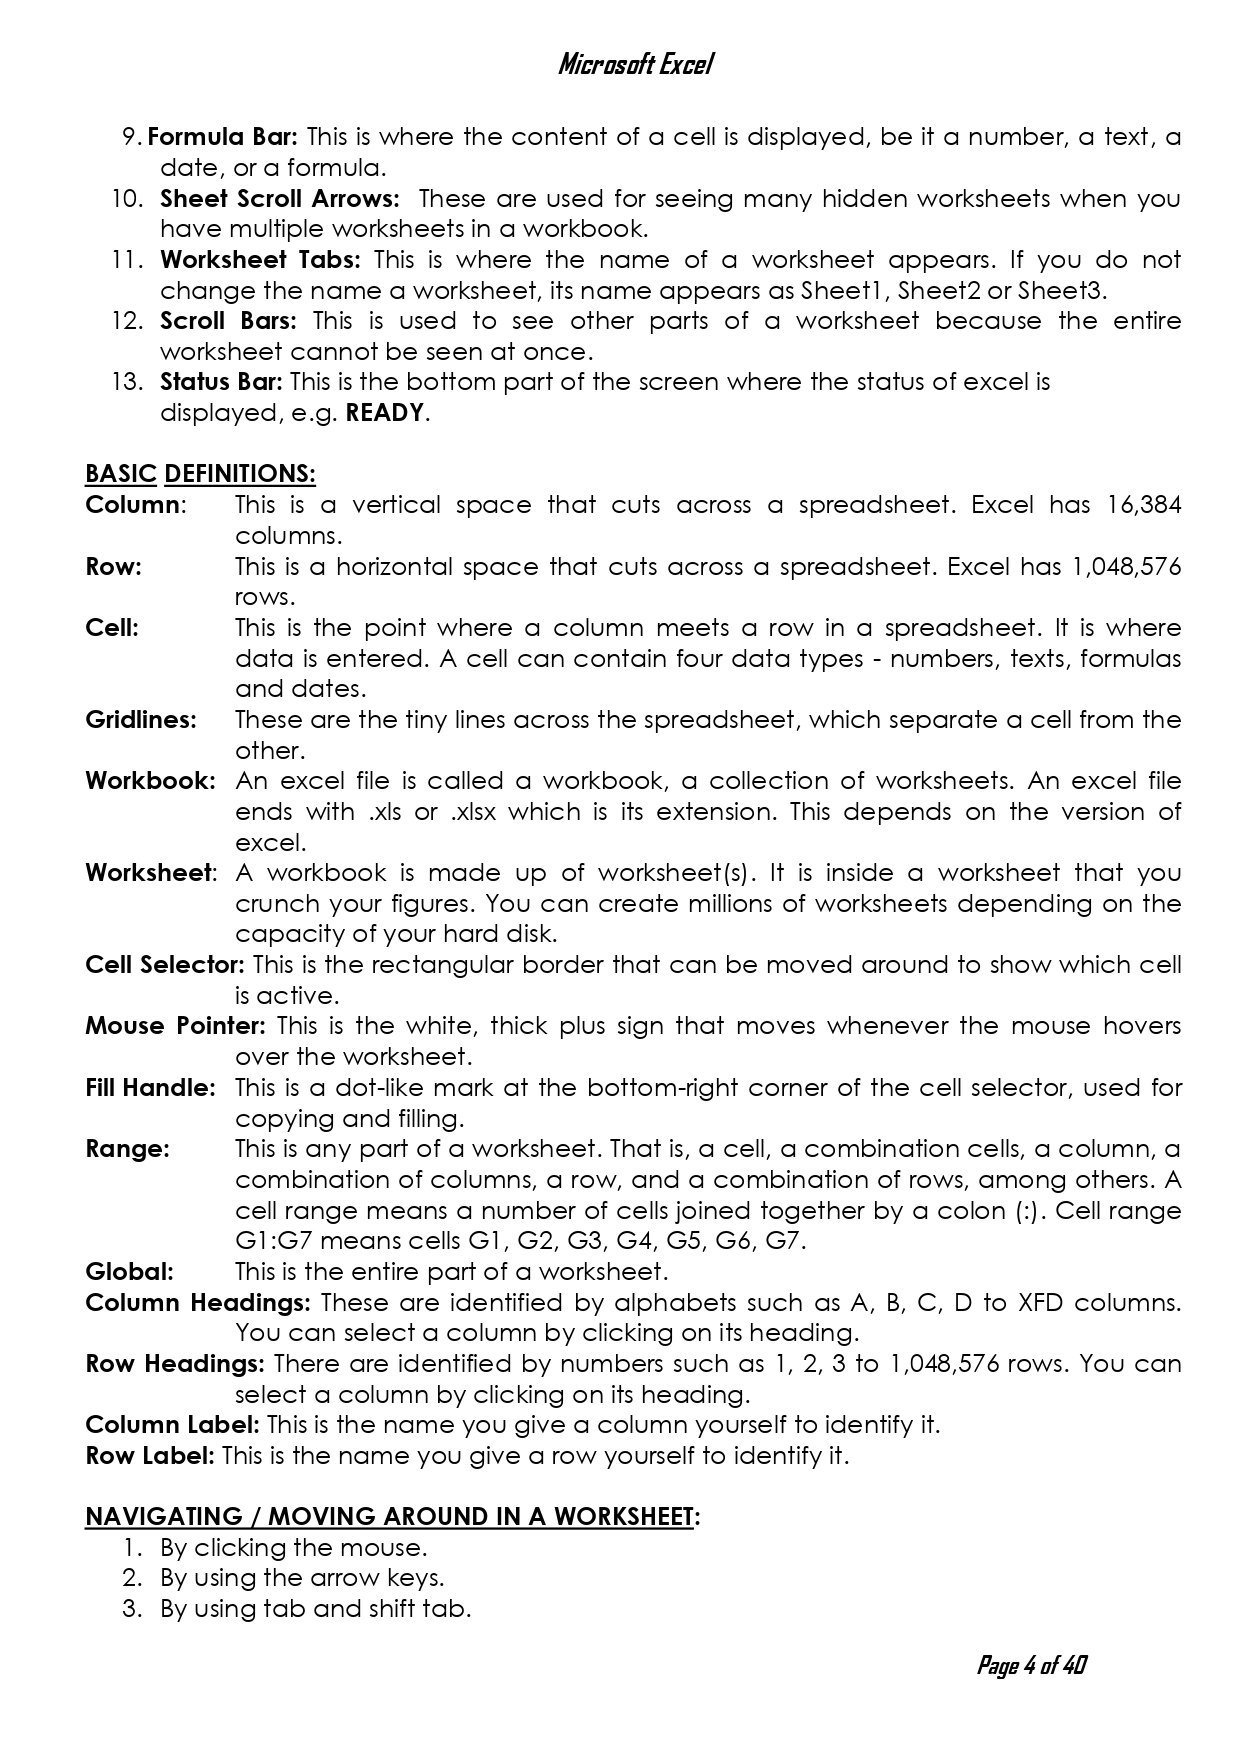 Microsoft Excel
9. Formula Bar: This is where the content of a cell is displayed, be it a number, a text, a
date, or a formula.
10. Sheet Scroll Arrows: These are used for seeing many hidden worksheets when you
have multiple worksheets in a workbook.
11. Worksheet Tabs: This is where the name of a worksheet appears. If you do not
change the name a worksheet, its name appears as Sheet1, Sheet2 or Sheet3.
12. Scroll Bars: This is used to see other parts of a worksheet because the entire
worksheet cannot be seen at once.
13. Status Bar: This is the bottom part of the screen where the status of excel is
displayed, e.g. READY.
BASIC DEFINITIONS:
Column: This is a vertical space that cuts across a spreadsheet. Excel has 16,384
columns.
Row: This is a horizontal space that cuts across a spreadsheet. Excel has 1,048,576
rows.
Cell: This is the point where a column meets a row in a spreadsheet. It is where
data is entered. A cell can contain four data types - numbers, texts, formulas
and dates.
Gridlines: These are the tiny lines across the spreadsheet, which separate a cell from the
other.
Workbook: An excel file is called a workbook, a collection of worksheets. An excel file
ends with .xls or .xlsx which is its extension. This depends on the version of
excel.
Worksheet: A workbook is made up of worksheet(s). It is inside a worksheet that you
crunch your figures. You can create millions of worksheets depending on the
capacity of your hard disk.
Cell Selector: This is the rectangular border that can be moved around to show which cell
is active.
Mouse Pointer: This is the white, thick plus sign that moves whenever the mouse hovers
over the worksheet.
Fill Handle: This is a dot-like mark at the bottom-right corner of the cell selector, used for
copying and filling.
Range: This is any part of a worksheet. That is, a cell, a combination cells, a column, a
combination of columns, a row, and a combination of rows, among others. A
cell range means a number of cells joined together by a colon (:). Cell range
G1:G7 means cells G1, G2, G3, G4, G5, G6, G7.
Global: This is the entire part of a worksheet.
Column Headings: These are identified by alphabets such as A, B, C, D to XFD columns.
You can select a column by clicking on its heading.
Row Headings: There are identified by numbers such as 1, 2, 3 to 1,048,576 rows. You can
select a column by clicking on its heading.
Column Label: This is the name you give a column yourself to identify it.
Row Label: This is the name you give a row yourself to identify it.
NAVIGATING / MOVING AROUND IN A WORKSHEET:
1. By clicking the mouse.
2. By using the arrow keys.
3. By using tab and shift tab.
Page 4 of 40